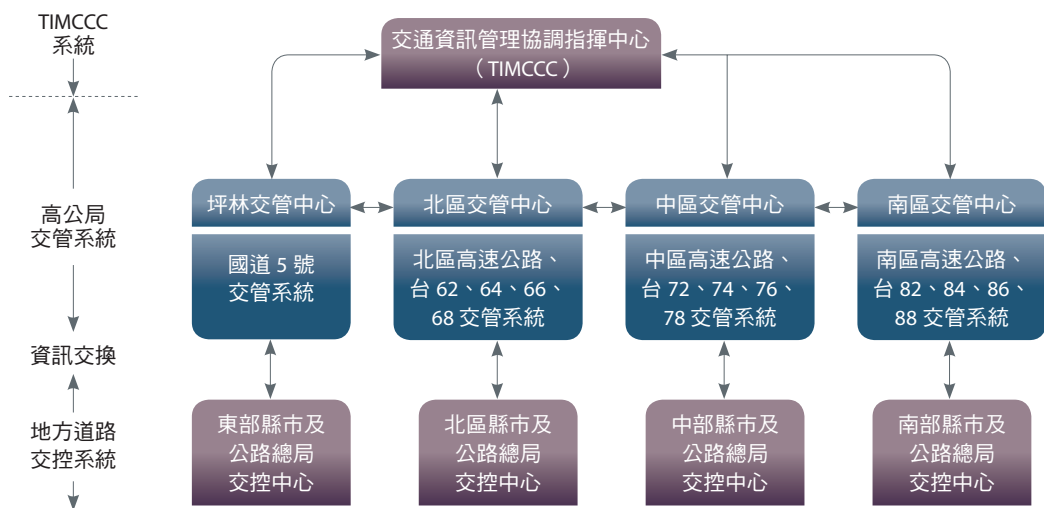 TIMCCC
系統
交通資訊管理協調指揮中心
（TIMCCC）
高公局
交管系統
坪林交管中心
北區交管中心
中區交管中心
南區交管中心
國道 5 號
交管系統
北區高速公路、
台 62、64、66、
68 交管系統
中區高速公路、
台 72、74、76、
78 交管系統
南區高速公路、
台 82、84、86、
88 交管系統
資訊交換
地方道路
交控系統
東部縣市及
公路總局
交控中心
北區縣市及
公路總局
交控中心
中部縣市及
公路總局
交控中心
南部縣市及
公路總局
交控中心